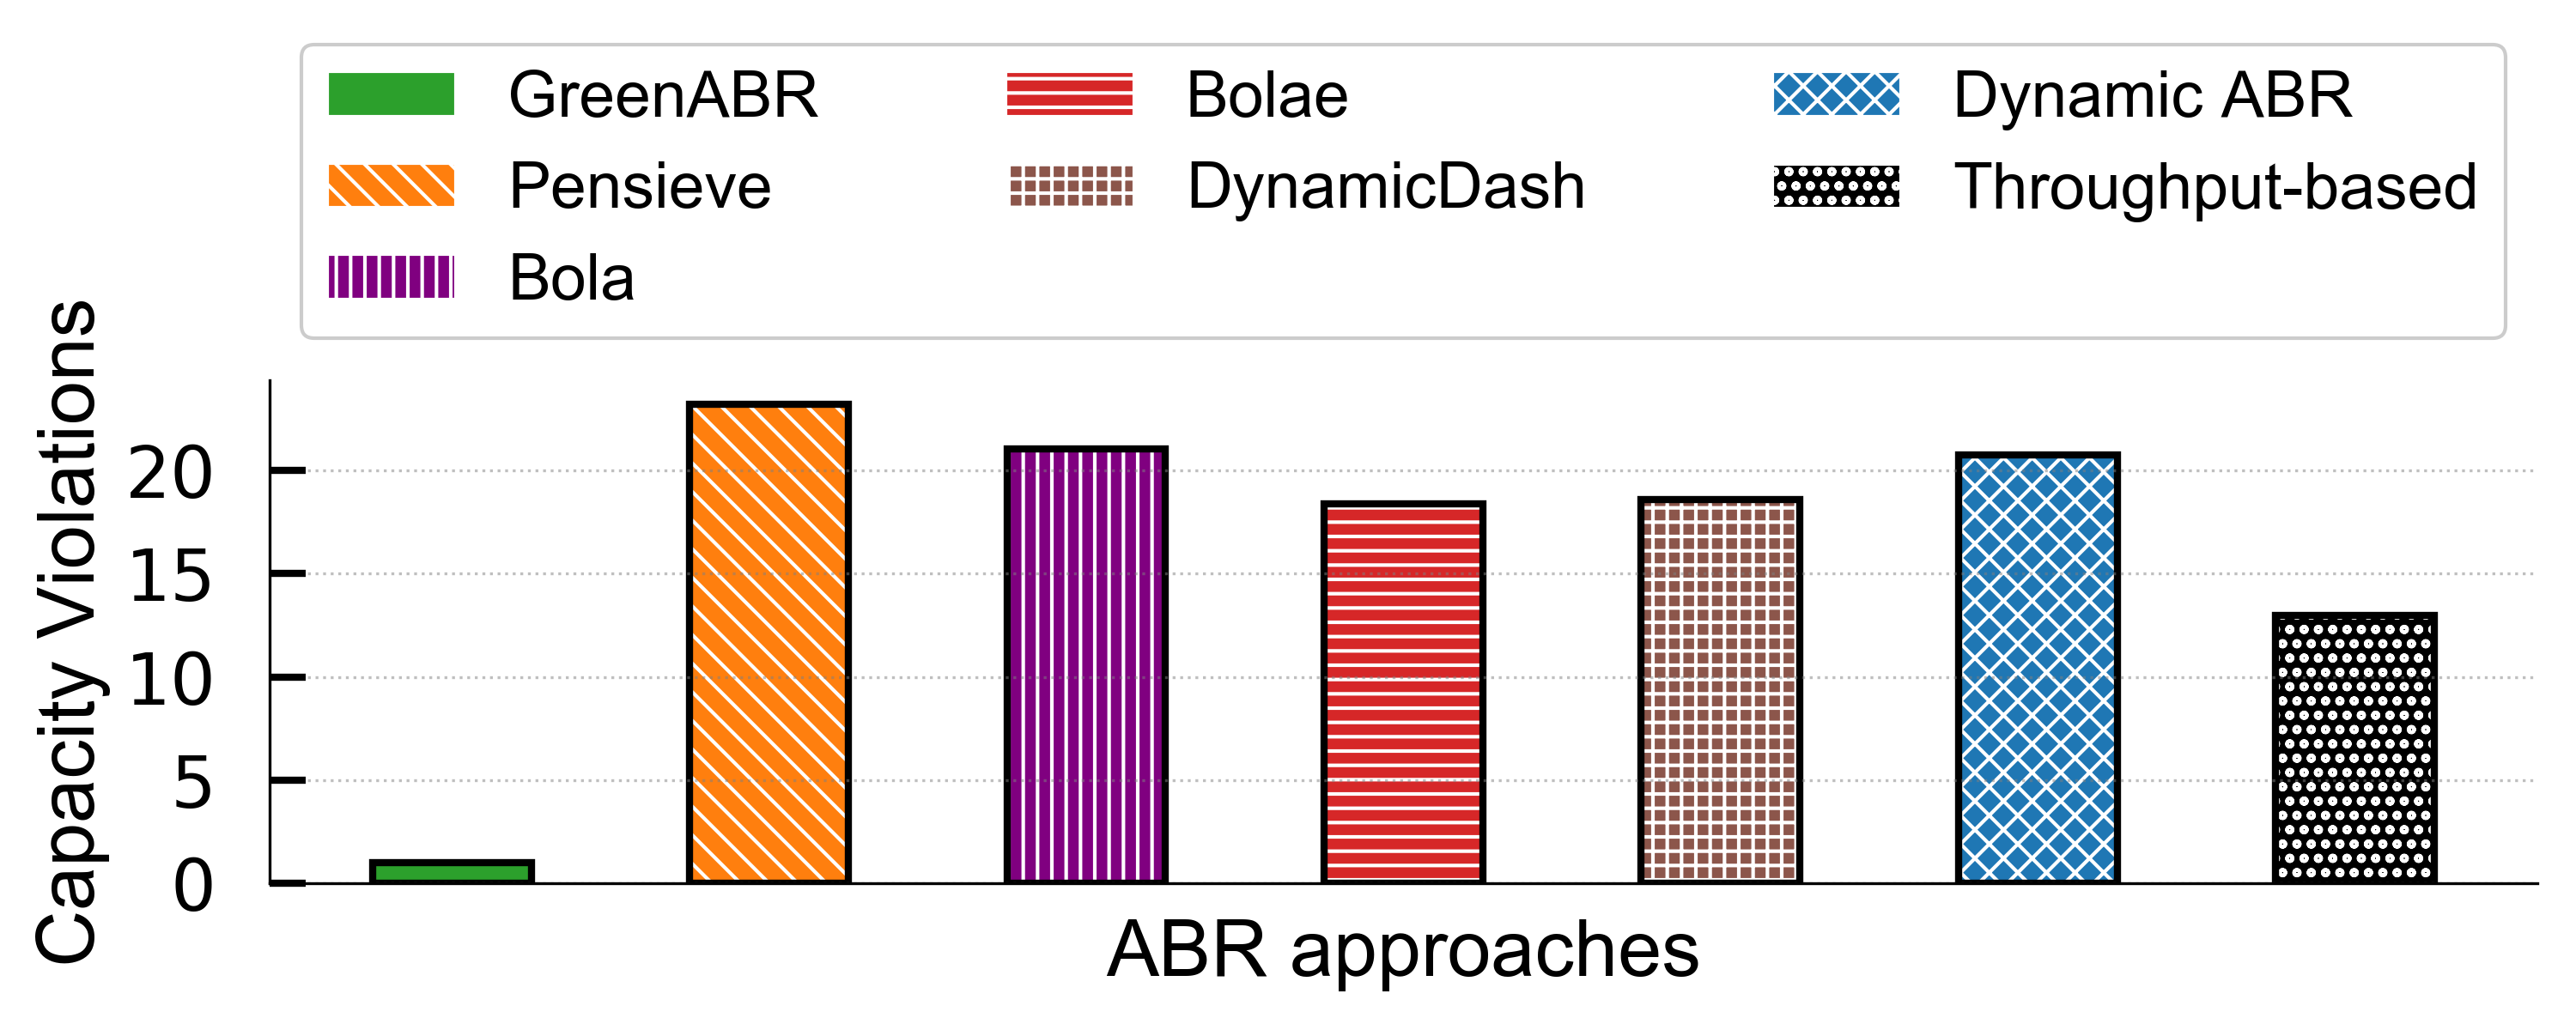 GreenABR
Pensieve
Bola
Bolae
DynamicDash
Dynamic ABR
Throughput-based
Capacity Violations
20
15
10
5
0
ABR approaches